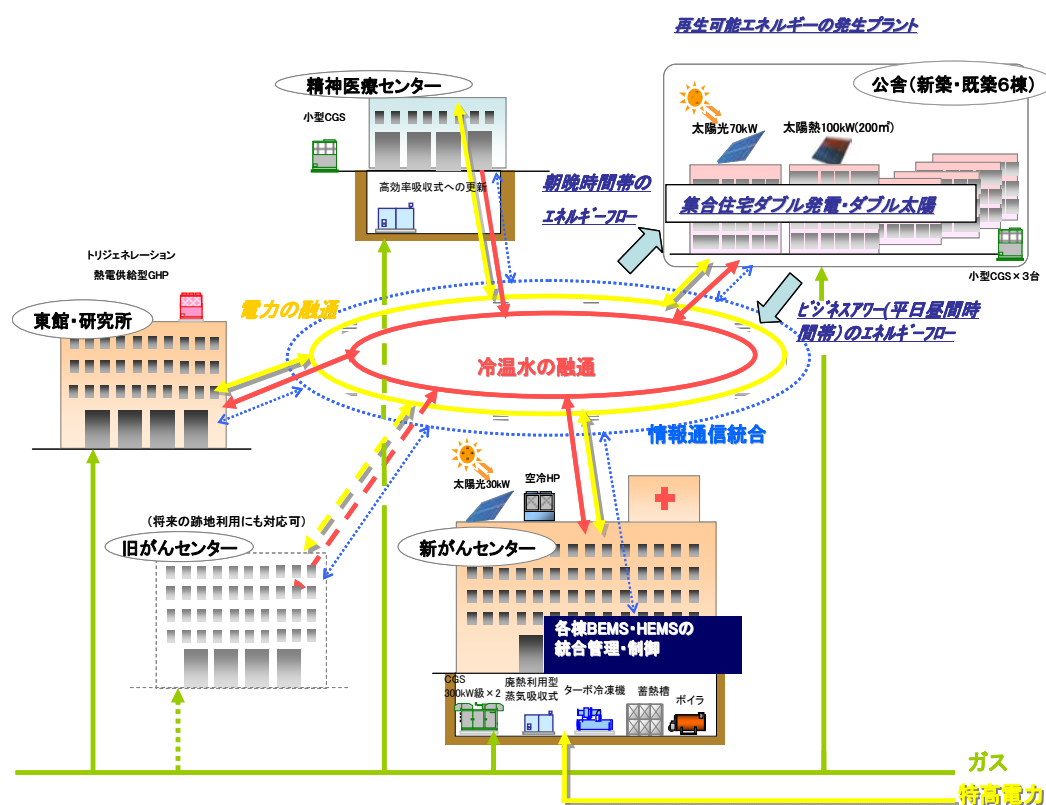 再生可能エネルギーの発生プラント
精神医療センター
公舎(新築・既築6棟)
小型CGS
太陽光70kW
太陽熱100kW(200㎡)
高効率吸収式への更新
朝晩時間帯の
エネルギーフロー
集合住宅ダブル発電・ダブル太陽
小型CGS×3台
トリジェネレーション
熱電供給型GHP
東館・研究所
電力の融通
ビジネスアワー(平日昼間時
間帯)のエネルギーフロー
冷温水の融通
情報通信統合
太陽光30kW
空冷HP
(将来の跡地利用にも対応可)
旧がんセンター
新がんセンター
各棟BEMS・HEMSの
統合管理・制御
CGS
300kW級×2
廃熱利用型
蒸気吸収式
ターボ冷凍機
蓄熱槽
ボイラ
ガス
特高電力